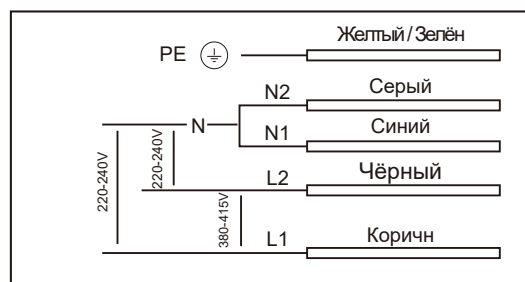 PE Желтый / Зелён
N2 Серый
N
N1 Синий
220-240V
220-240V
L2 Чёрный
380-415V
L1 Коричн